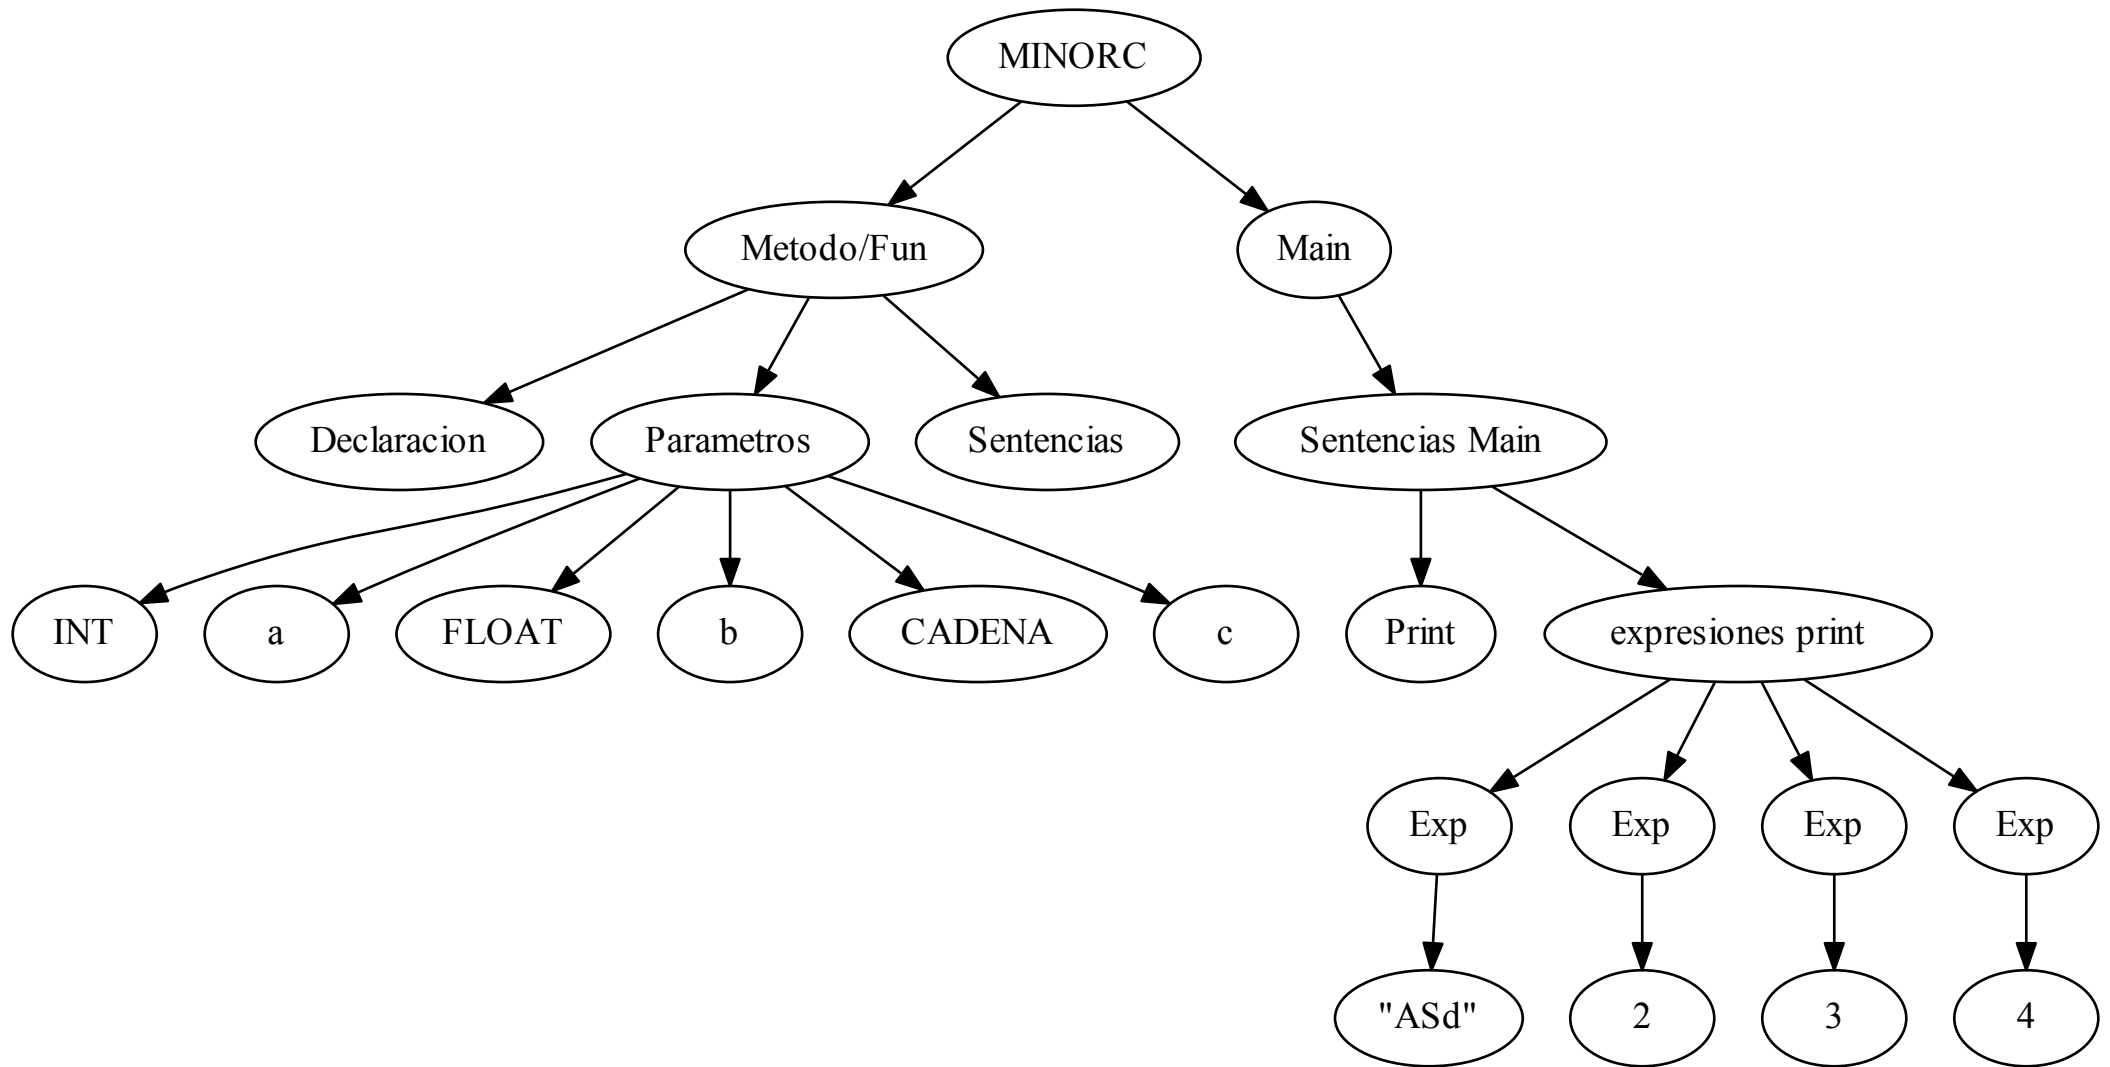 MINORC
Metodo/Fun
Main
Declaracion
Parametros
Sentencias
Sentencias Main
INT
a
FLOAT
b
CADENA
c
Print
expresiones print
Exp
Exp
Exp
Exp
"ASd"
2
3
4